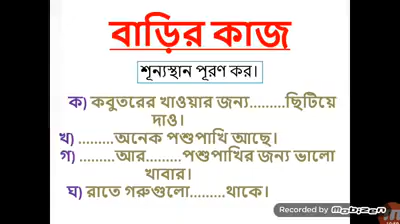 বাড়ির কাজ
শূন্যস্থান পূরণ কর।
ক) কবুতরের খাওয়ার জন্য.........ছিটিয়ে
দাও।
খ) .........অনেক পশুপাখি আছে।
গ) .........আর.........পশুপাখির জন্য ভালো
খাবার।
ঘ) রাতে গরুগুলো.........থাকে।
Recorded by Mobizen